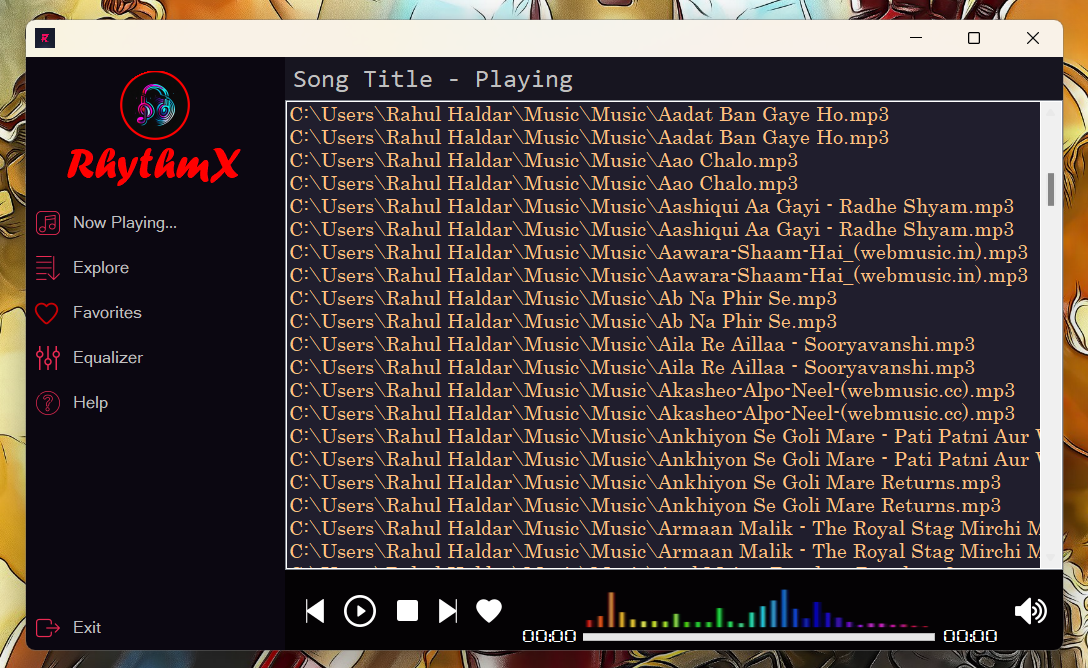 Song Title - Playing
RhythmX
Now Playing...
Explore
Favorites
Equalizer
Help
Exit
C:\Users\Rahul Haldar\Music\Music\Aadat Ban Gaye Ho.mp3
C:\Users\Rahul Haldar\Music\Music\Aadat Ban Gaye Ho.mp3
C:\Users\Rahul Haldar\Music\Music\Aao Chalo.mp3
C:\Users\Rahul Haldar\Music\Music\Aao Chalo.mp3
C:\Users\Rahul Haldar\Music\Music\Aashiqui Aa Gayi - Radhe Shyam.mp3
C:\Users\Rahul Haldar\Music\Music\Aashiqui Aa Gayi - Radhe Shyam.mp3
C:\Users\Rahul Haldar\Music\Music\Aawara-Shaam-Hai_(webmusic.in).mp3
C:\Users\Rahul Haldar\Music\Music\Aawara-Shaam-Hai_(webmusic.in).mp3
C:\Users\Rahul Haldar\Music\Music\Ab Na Phir Se.mp3
C:\Users\Rahul Haldar\Music\Music\Ab Na Phir Se.mp3
C:\Users\Rahul Haldar\Music\Music\Aila Re Aillaa - Sooryavanshi.mp3
C:\Users\Rahul Haldar\Music\Music\Aila Re Aillaa - Sooryavanshi.mp3
C:\Users\Rahul Haldar\Music\Music\Akasheo-Alpo-Neel-(webmusic.cc).mp3
C:\Users\Rahul Haldar\Music\Music\Akasheo-Alpo-Neel-(webmusic.cc).mp3
C:\Users\Rahul Haldar\Music\Music\Ankhiyon Se Goli Mare - Pati Patni Aur
C:\Users\Rahul Haldar\Music\Music\Ankhiyon Se Goli Mare - Pati Patni Aur
C:\Users\Rahul Haldar\Music\Music\Ankhiyon Se Goli Mare Returns.mp3
C:\Users\Rahul Haldar\Music\Music\Ankhiyon Se Goli Mare Returns.mp3
C:\Users\Rahul Haldar\Music\Music\Armaan Malik - The Royal Stag Mirchi M
C:\Users\Rahul Haldar\Music\Music\Armaan Malik - The Royal Stag Mirchi M
00:00
00:00